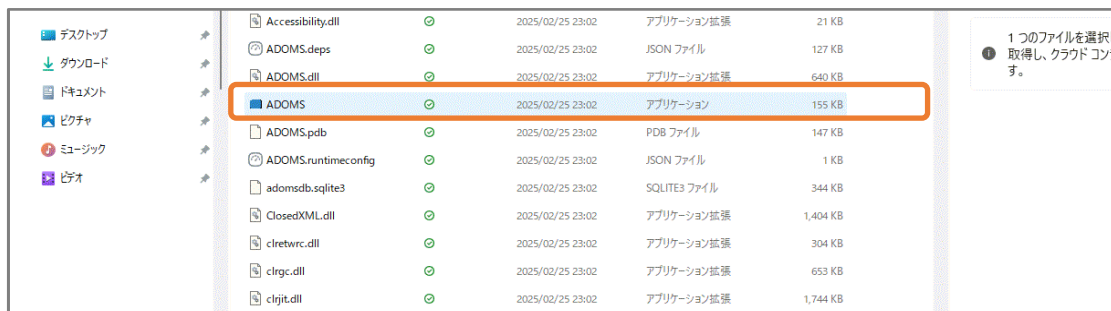 デスクトップ
ダウンロード
ドキュメント
ピクチャ
ミュージック
ビデオ
Accessibility.dll 2025/02/25 23:02 アプリケーション拡張 21 KB
ADOMS.deps 2025/02/25 23:02 JSON ファイル 127 KB
ADOMS.dll 2025/02/25 23:02 アプリケーション拡張 640 KB
ADOMS 2025/02/25 23:02 アプリケーション 155 KB
ADOMS.pdb 2025/02/25 23:02 PDB ファイル 147 KB
ADOMS.runtimeconfig 2025/02/25 23:02 JSON ファイル 1 KB
adomsdb.sqlite3 2025/02/25 23:02 SQLITE3 ファイル 344 KB
ClosedXML.dll 2025/02/25 23:02 アプリケーション拡張 1,404 KB
clretwrc.dll 2025/02/25 23:02 アプリケーション拡張 304 KB
clrgc.dll 2025/02/25 23:02 アプリケーション拡張 653 KB
clrjit.dll 2025/02/25 23:02 アプリケーション拡張 1,744 KB
1 つのファイルを選択
取得し、クラウド コン
す。